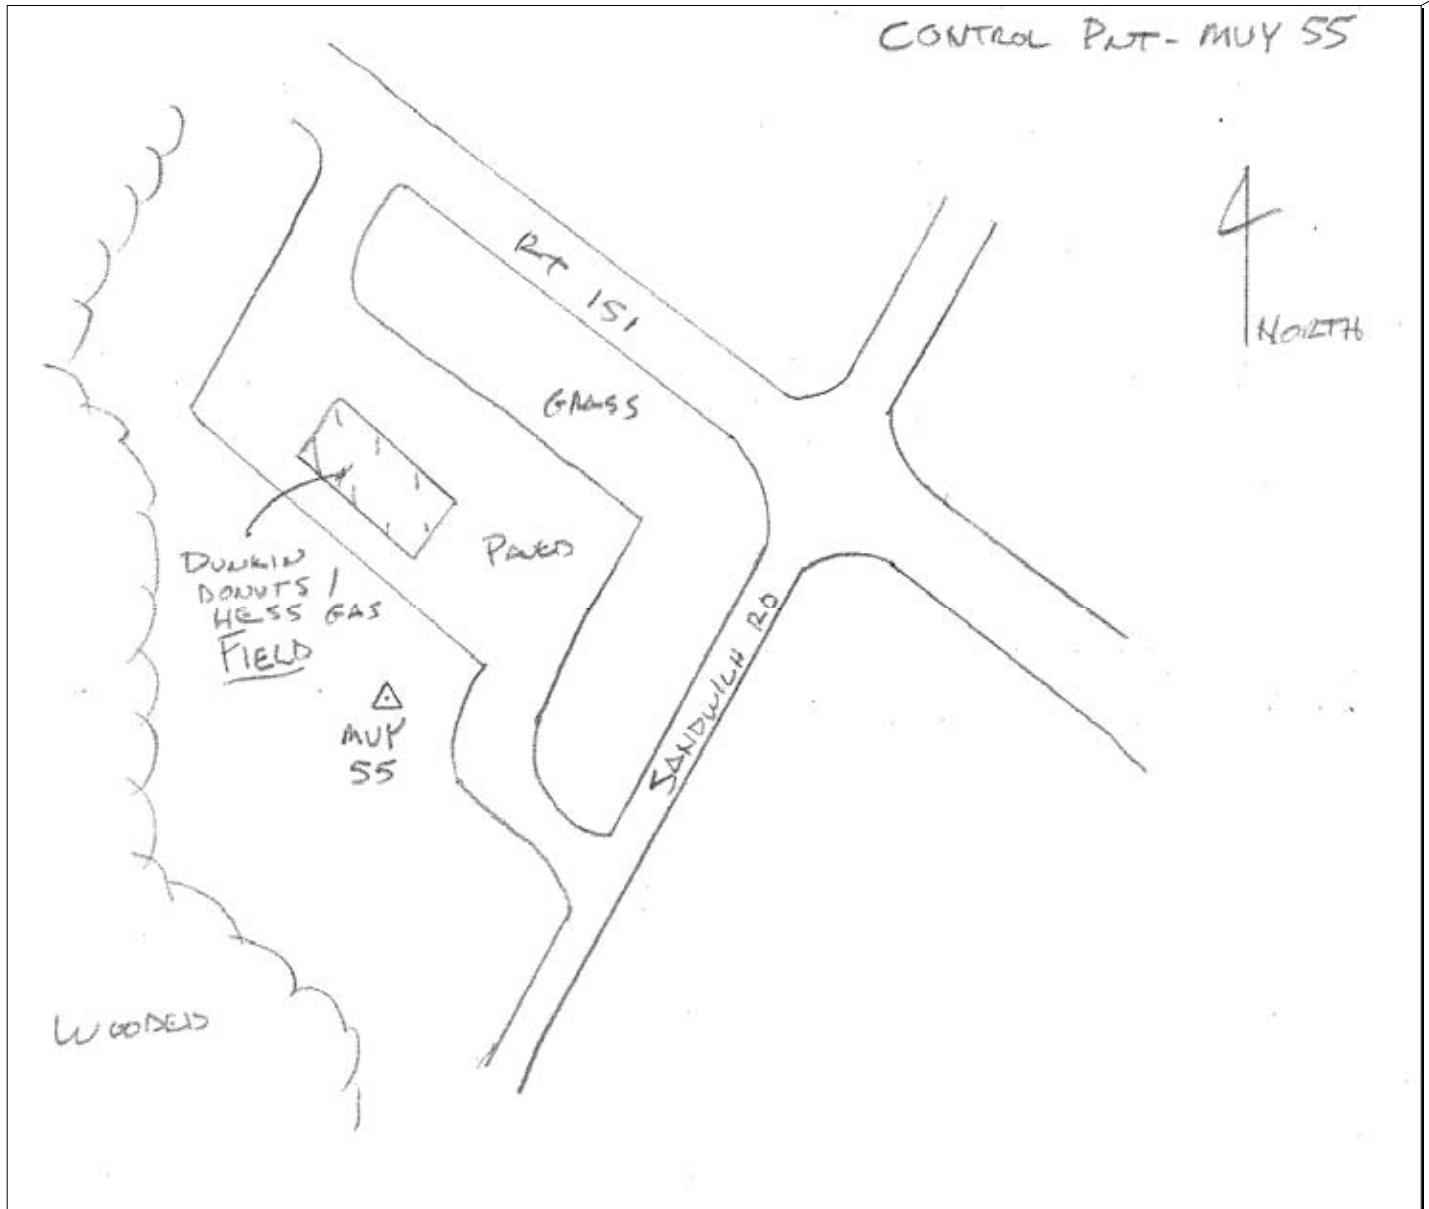 CONTROL PNT- MUY 55
NORTH
RT 151
GRASS
PAVED
DUNKIN
DONUTS /
HESS GAS
FIELD
MUY
55
SANDWICH RD
WOODED